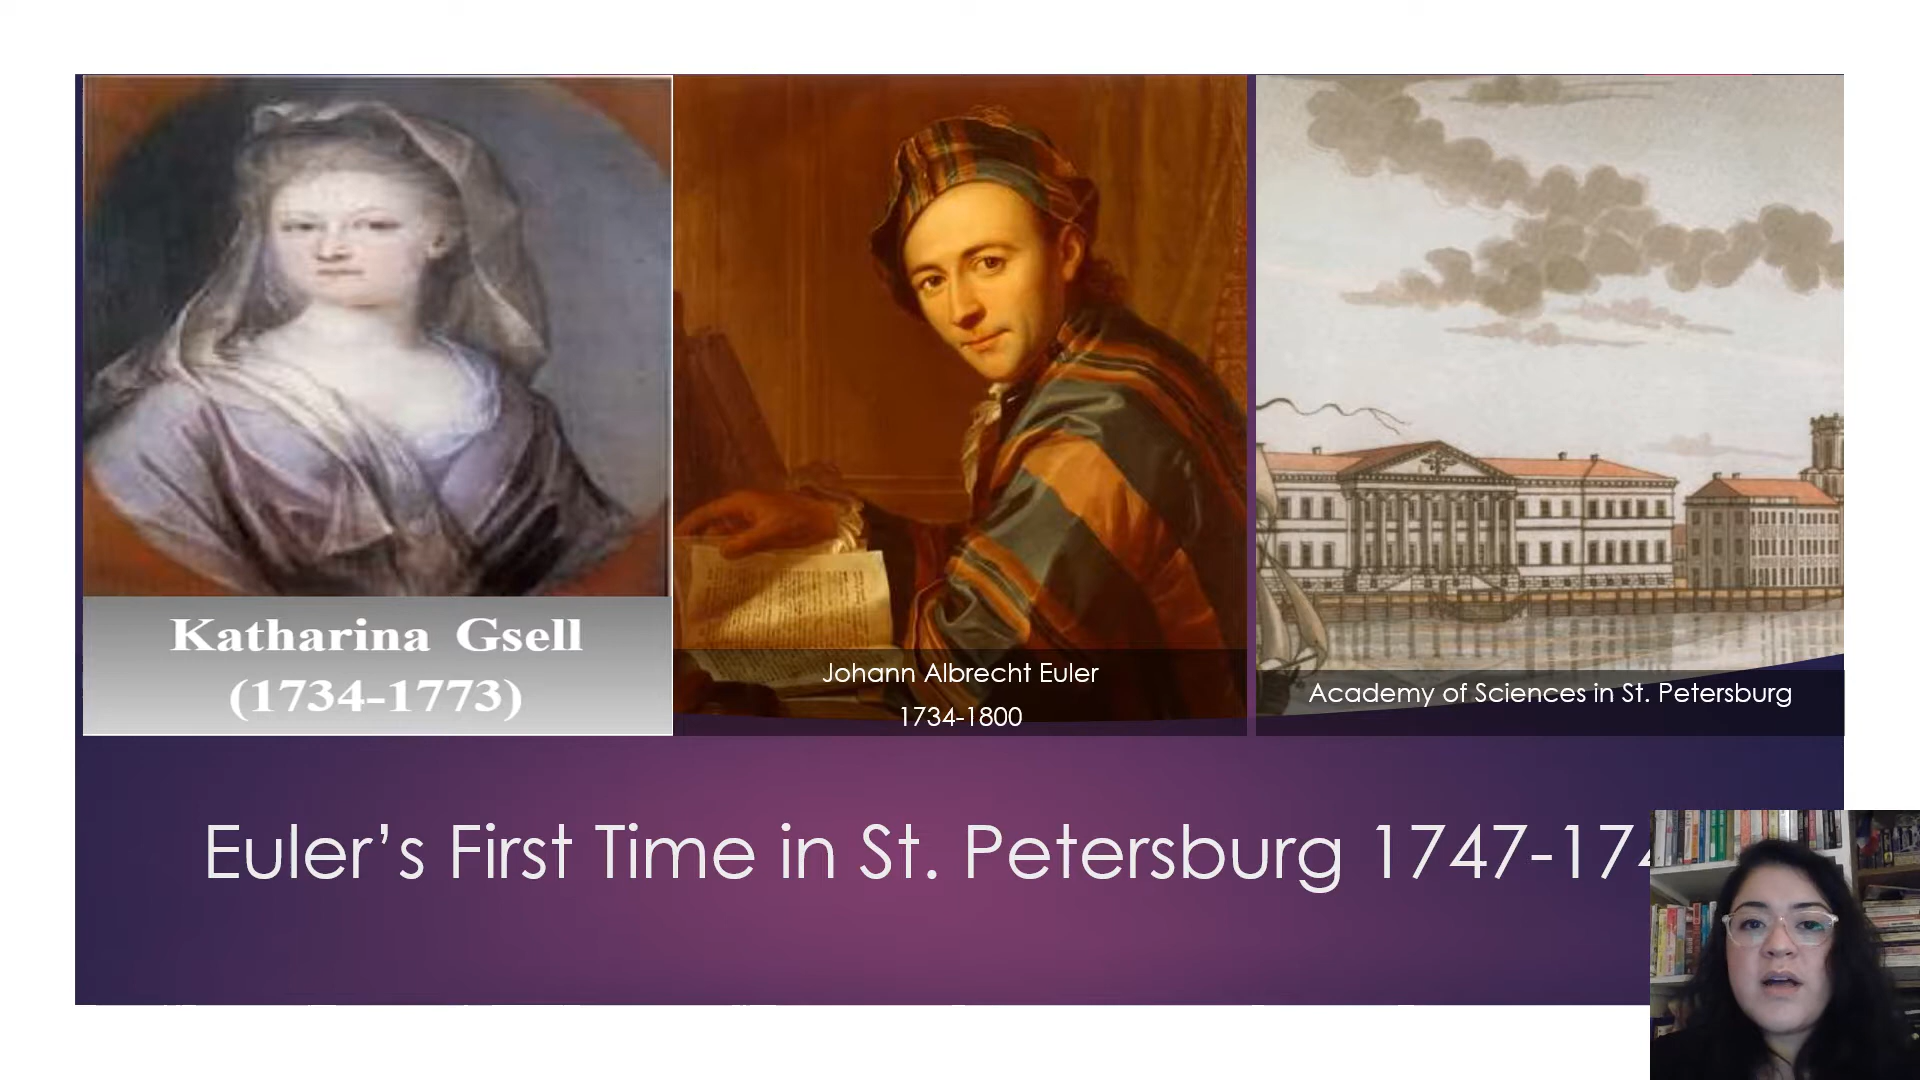 Katharina Gsell
(1734-1773)
Johann Albrecht Euler
1734-1800
Academy of Sciences in St. Petersburg
Euler’s First Time in St. Petersburg 1747-174